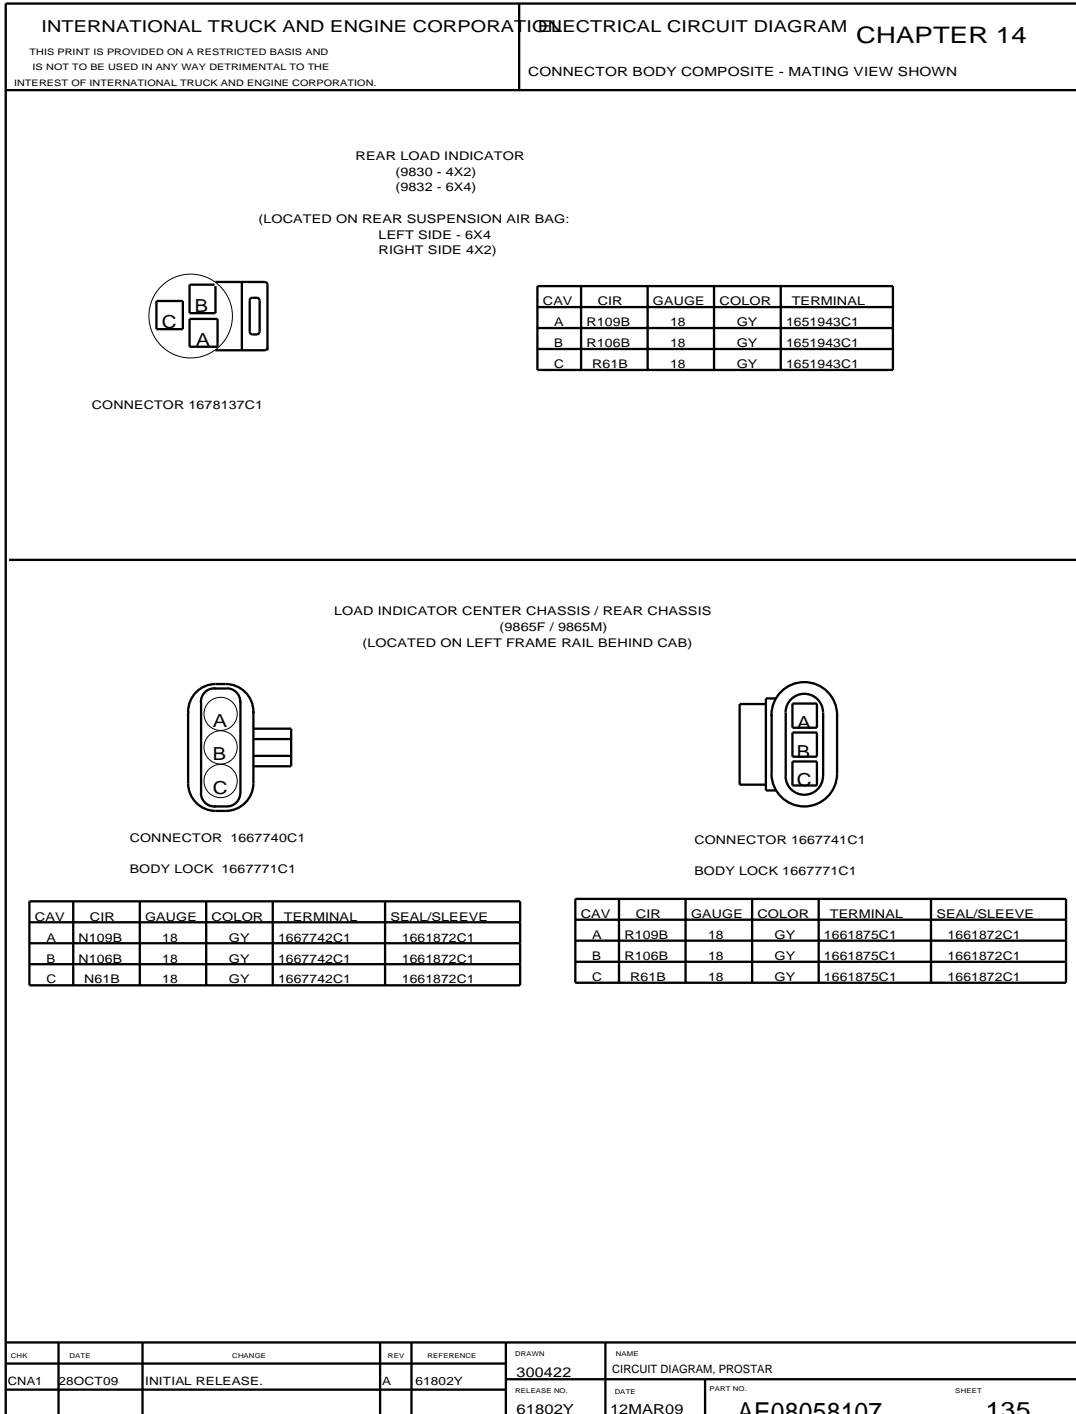 INTERNATIONAL TRUCK AND ENGINE CORPORATION
THIS PRINT IS PROVIDED ON A RESTRICTED BASIS AND
IS NOT TO BE USED IN ANY WAY DETRIMENTAL TO THE
INTEREST OF INTERNATIONAL TRUCK AND ENGINE CORPORATION.
ELECTRICAL CIRCUIT DIAGRAM
CHAPTER 14
CONNECTOR BODY COMPOSITE - MATING VIEW SHOWN
REAR LOAD INDICATOR
(9830 - 4X2)
(9832 - 6X4)
(LOCATED ON REAR SUSPENSION AIR BAG:
LEFT SIDE - 6X4
RIGHT SIDE 4X2)
B
C
A
CONNECTOR 1678137C1
CAV CIR GAUGE COLOR TERMINAL
A R109B 18 GY 1651943C1
B R106B 18 GY 1651943C1
C R61B 18 GY 1651943C1
LOAD INDICATOR CENTER CHASSIS / REAR CHASSIS
(9865F / 9865M)
(LOCATED ON LEFT FRAME RAIL BEHIND CAB)
A
B
C
CONNECTOR 1667740C1
BODY LOCK 1667771C1
CAV CIR GAUGE COLOR TERMINAL SEAL/SLEEVE
A N109B 18 GY 1667742C1 1661872C1
B N106B 18 GY 1667742C1 1661872C1
C N61B 18 GY 1667742C1 1661872C1
A
B
C
CONNECTOR 1667741C1
BODY LOCK 1667771C1
CAV CIR GAUGE COLOR TERMINAL SEAL/SLEEVE
A R109B 18 GY 1661875C1 1661872C1
B R106B 18 GY 1661875C1 1661872C1
C R61B 18 GY 1661875C1 1661872C1
CHK DATE CHANGE REV REFERENCE
CNA1 28OCT09 INITIAL RELEASE. A 61802Y
DRAWN
300422
NAME
CIRCUIT DIAGRAM, PROSTAR
RELEASE NO.
61802Y
DATE
12MAR09
PART NO.
AE08058107
SHEET
135